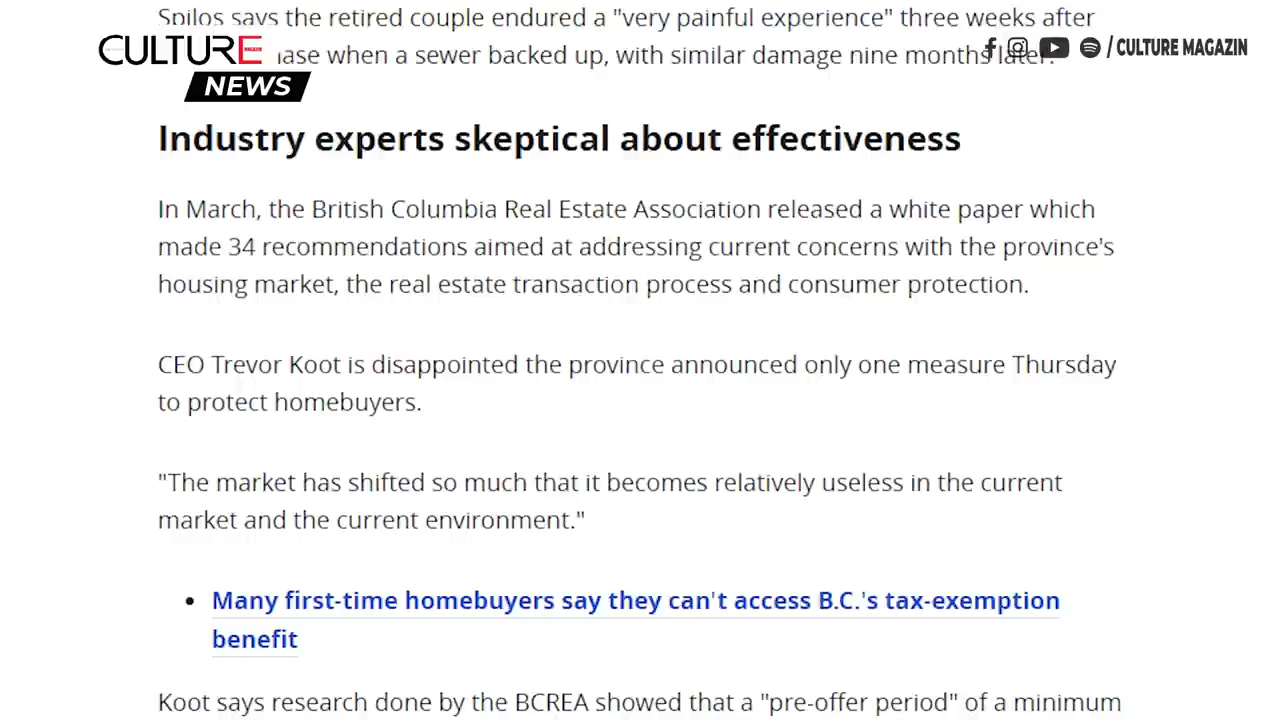 Spilos says the retired couple endured a "very painful experience" three weeks after
CULTURE
NEWS
when a sewer backed up, with similar damage nine months later.
/ CULTURE MAGAZIN
Industry experts skeptical about effectiveness
In March, the British Columbia Real Estate Association released a white paper which
made 34 recommendations aimed at addressing current concerns with the province's
housing market, the real estate transaction process and consumer protection.
CEO Trevor Koot is disappointed the province announced only one measure Thursday
to protect homebuyers.
"The market has shifted so much that it becomes relatively useless in the current
market and the current environment."
• Many first-time homebuyers say they can't access B.C.'s tax-exemption
benefit
Koot says research done by the BCREA showed that a "pre-offer period" of a minimum